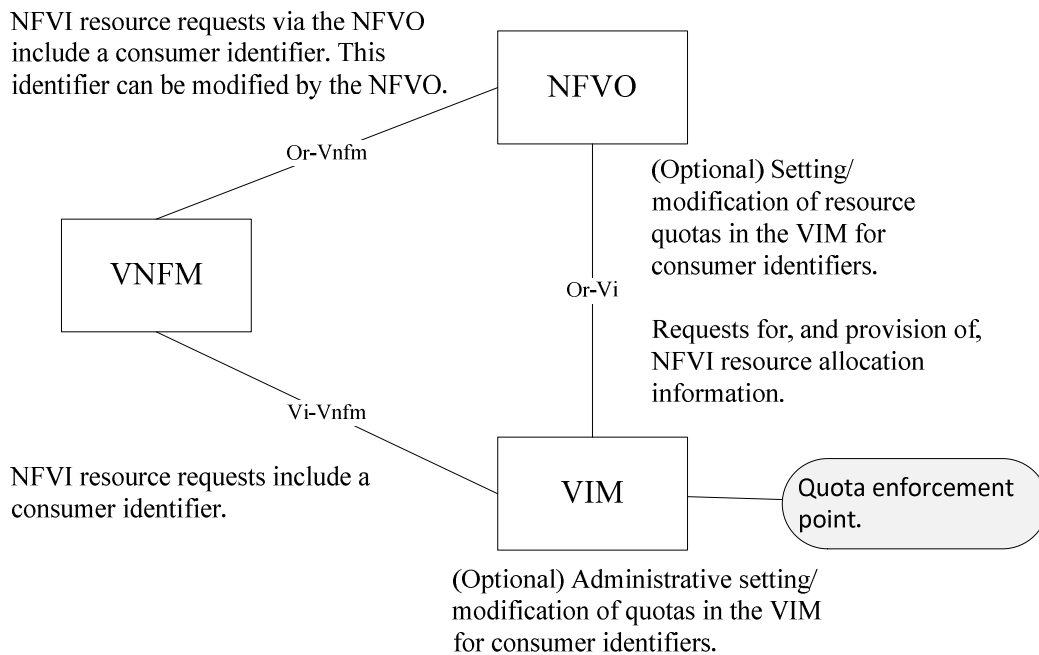 NFVI resource requests via the NFVO
include a consumer identifier. This
identifier can be modified by the NFVO.
NFVO
Or-Vnfm
(Optional) Setting/
modification of resource
quotas in the VIM for
consumer identifiers.
VNFM
Or-Vi
Requests for, and provision of,
NFVI resource allocation
information.
Vi-Vnfm
NFVI resource requests include a
consumer identifier.
VIM
Quota enforcement
point.
(Optional) Administrative setting/
modification of quotas in the VIM
for consumer identifiers.